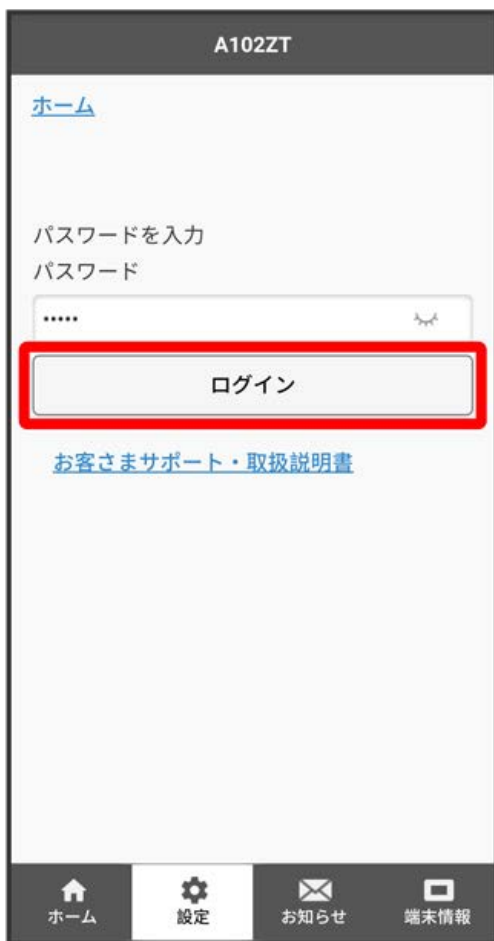 A102ZT
ホーム
パスワードを入力
パスワード
•••••
ログイン
お客さまサポート・取扱説明書
ホーム
設定
お知らせ
端末情報